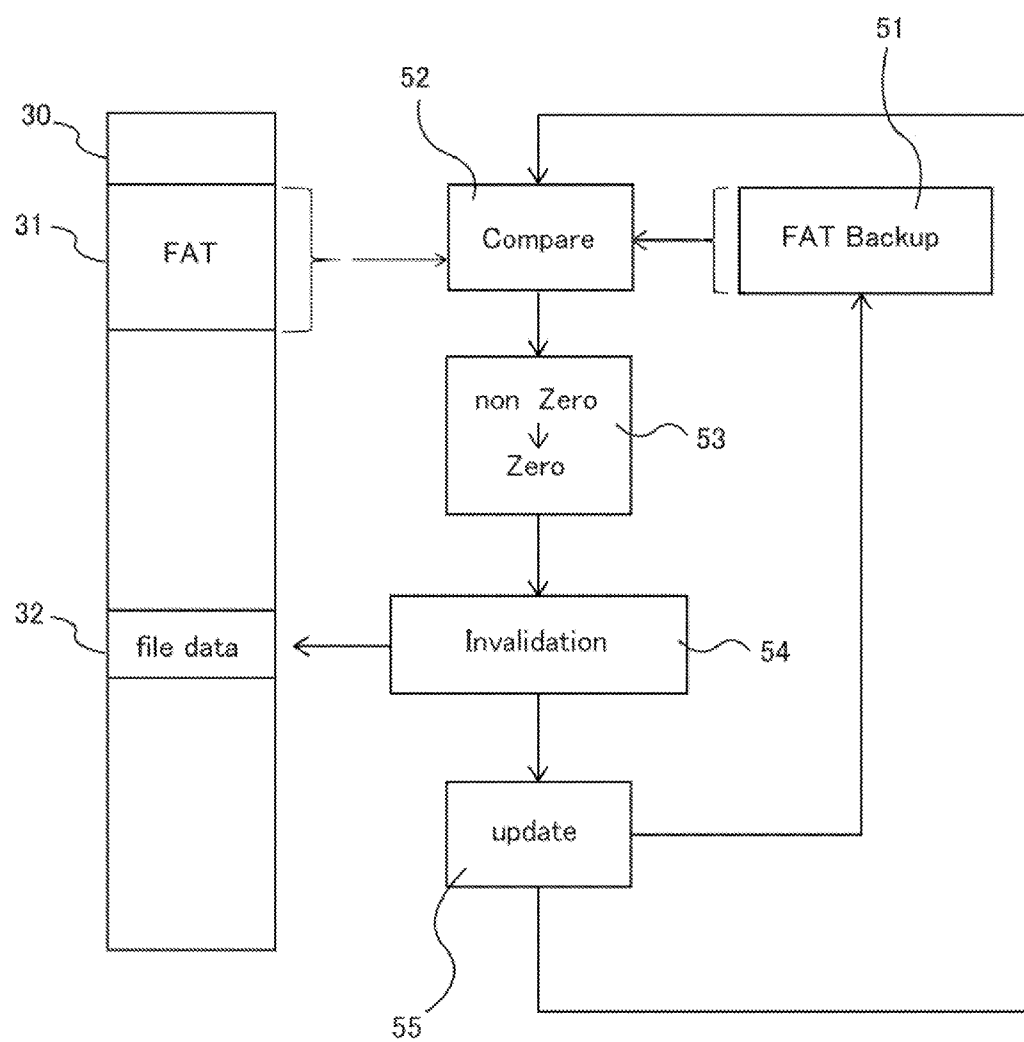 51
52
30
31
FAT
Compare
FAT Backup
non Zero
Zero
53
32
file data
Invalidation
54
update
55